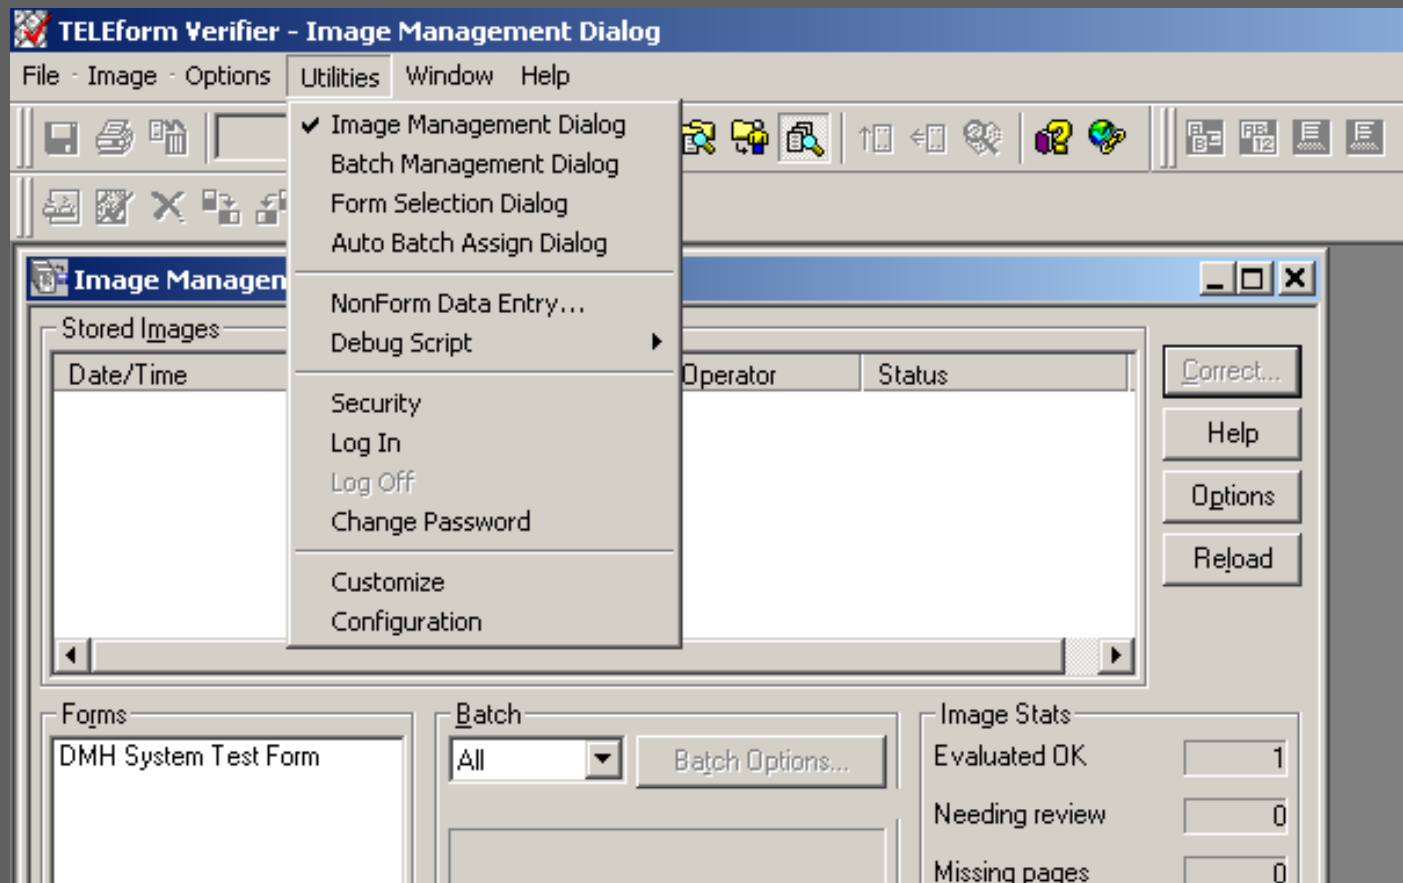 TELEform Verifier - Image Management Dialog
File Image Options Utilities Window Help
Image Management Dialog
Batch Management Dialog
Form Selection Dialog
Auto Batch Assign Dialog
NonForm Data Entry...
Debug Script
Security
Log In
Log Off
Change Password
Customize
Configuration
Image Managen
Stored Images
Date/Time Operator Status
Correct...
Help
Options
Reload
Forms
DMH System Test Form
Batch
All Batch Options...
Image Stats
Evaluated OK 1
Needing review 0
Missing pages 0